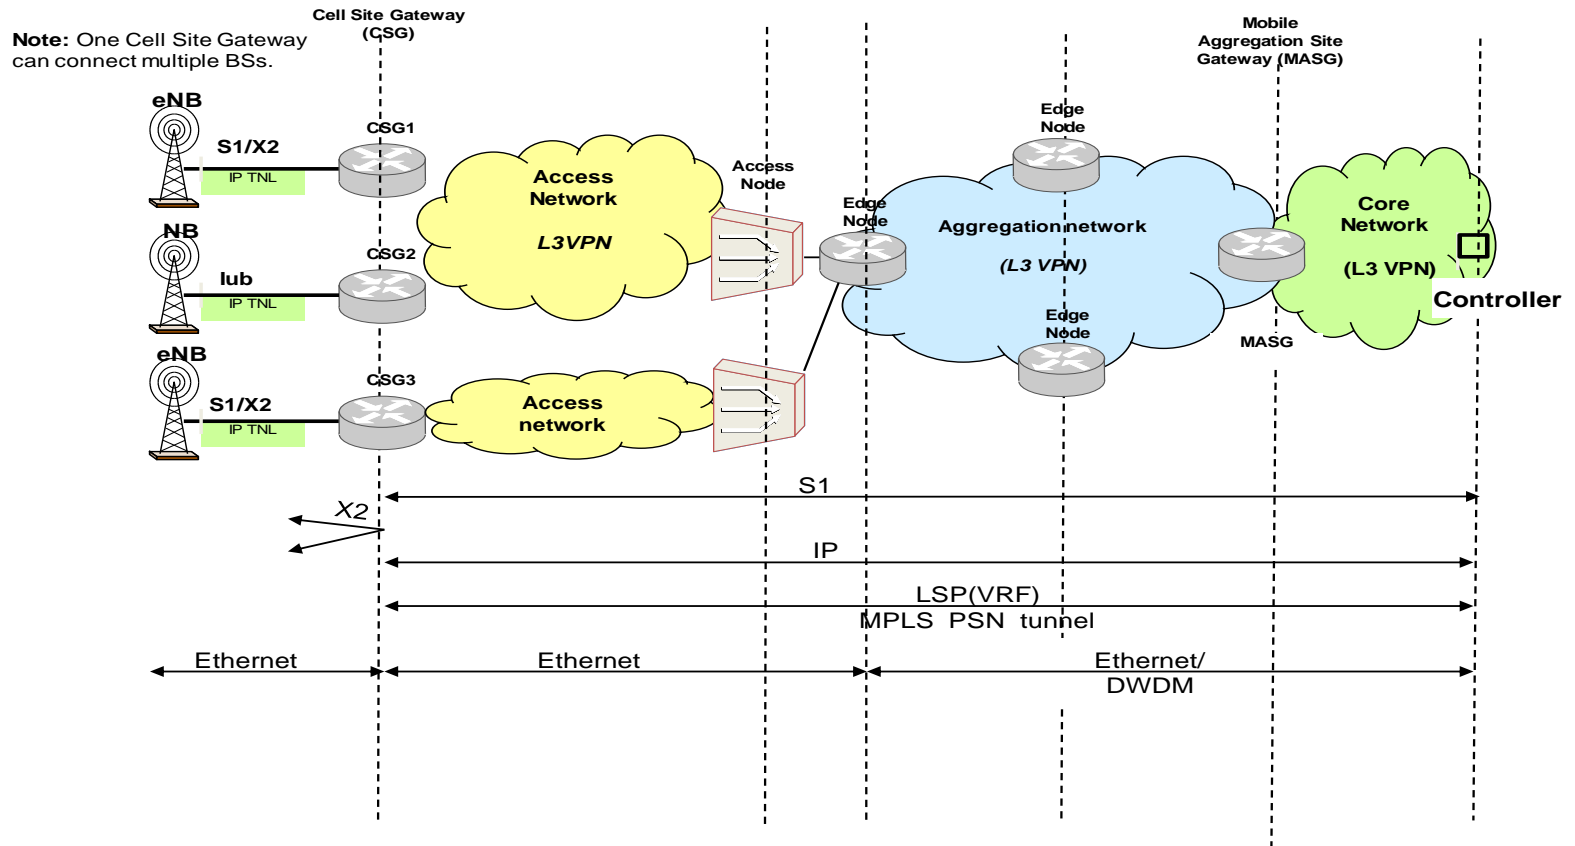 Cell Site Gateway
(CSG)
Note: One Cell Site Gateway
can connect multiple BSs.
Mobile
Aggregation Site
Gateway (MASG)
eNB
S1/X2
IP TNL
CSG1
Access
Network
L3VPN
Access
Node
Edge
Node
Edge
Node
Aggregation network
(L3 VPN)
Core
Network
(L3 VPN)
Controller
NB
Iub
IP TNL
CSG2
Edge
Node
MASG
eNB
S1/X2
IP TNL
CSG3
Access
network
S1
X2
IP
LSP(VRF)
MPLS PSN tunnel
Ethernet
Ethernet
Ethernet/
DWDM